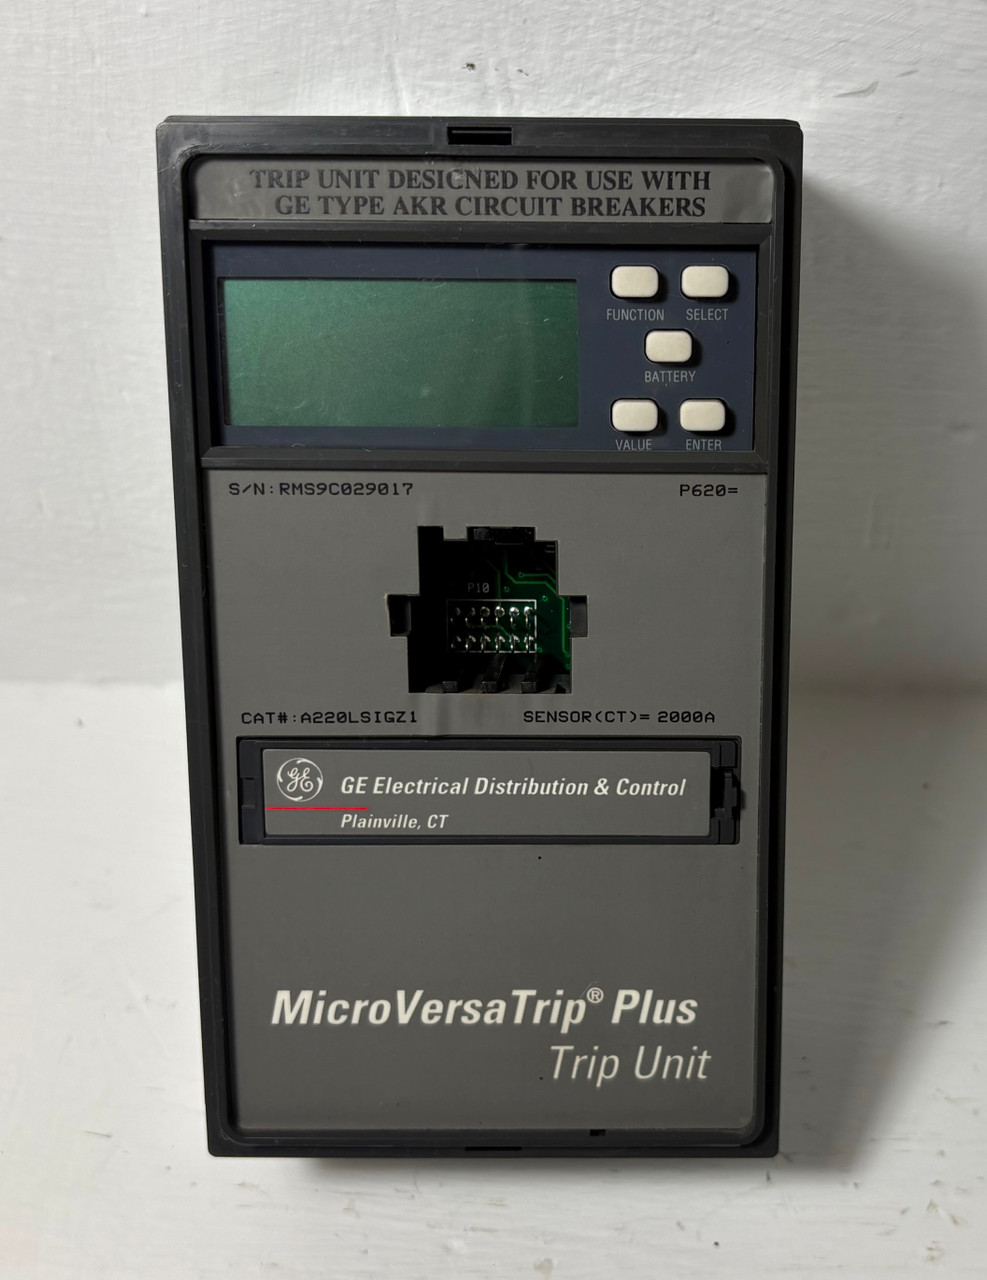 TRIP UNIT DESIGNED FOR USE WITH
GE TYPE AKR CIRCUIT BREAKERS
FUNCTION SELECT
BATTERY
VALUE ENTER
S/N:RMS9C029017 P620=
P10
CAT#:A220LSIGZ1 SENSOR(CT)= 2000A
GE GE Electrical Distribution & Control
Plainville, CT
MicroVersaTrip® Plus
Trip Unit